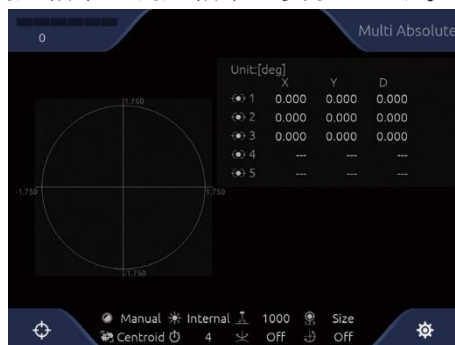 0
Multi Absolute
Unit:[deg]
X Y D
1 0.000 0.000 0.000
2 0.000 0.000 0.000
3 0.000 0.000 0.000
4 --- --- ---
5 --- --- ---
1.750
-1.750 1.750
-1.750
Manual Internal 1000 Size
Centroid 4 Off Off